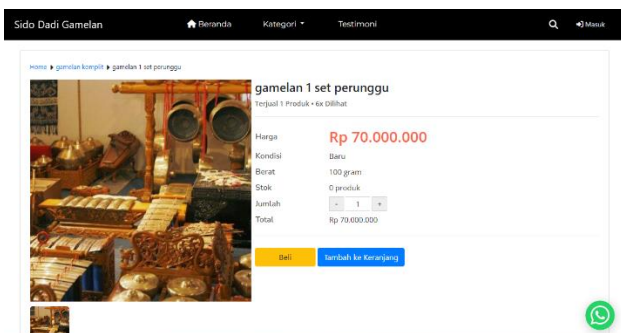 Sido Dadi Gamelan Beranda Kategori Testimoni Masuk
Home gamelan komplit gamelan 1 set perunggu
gamelan 1 set perunggu
Terjual 1 Produk • 6x Dilihat
Harga Rp 70.000.000
Kondisi Baru
Berat 100 gram
Stok 0 produk
Jumlah - 1 +
Total Rp 70.000.000
Beli Tambah ke Keranjang